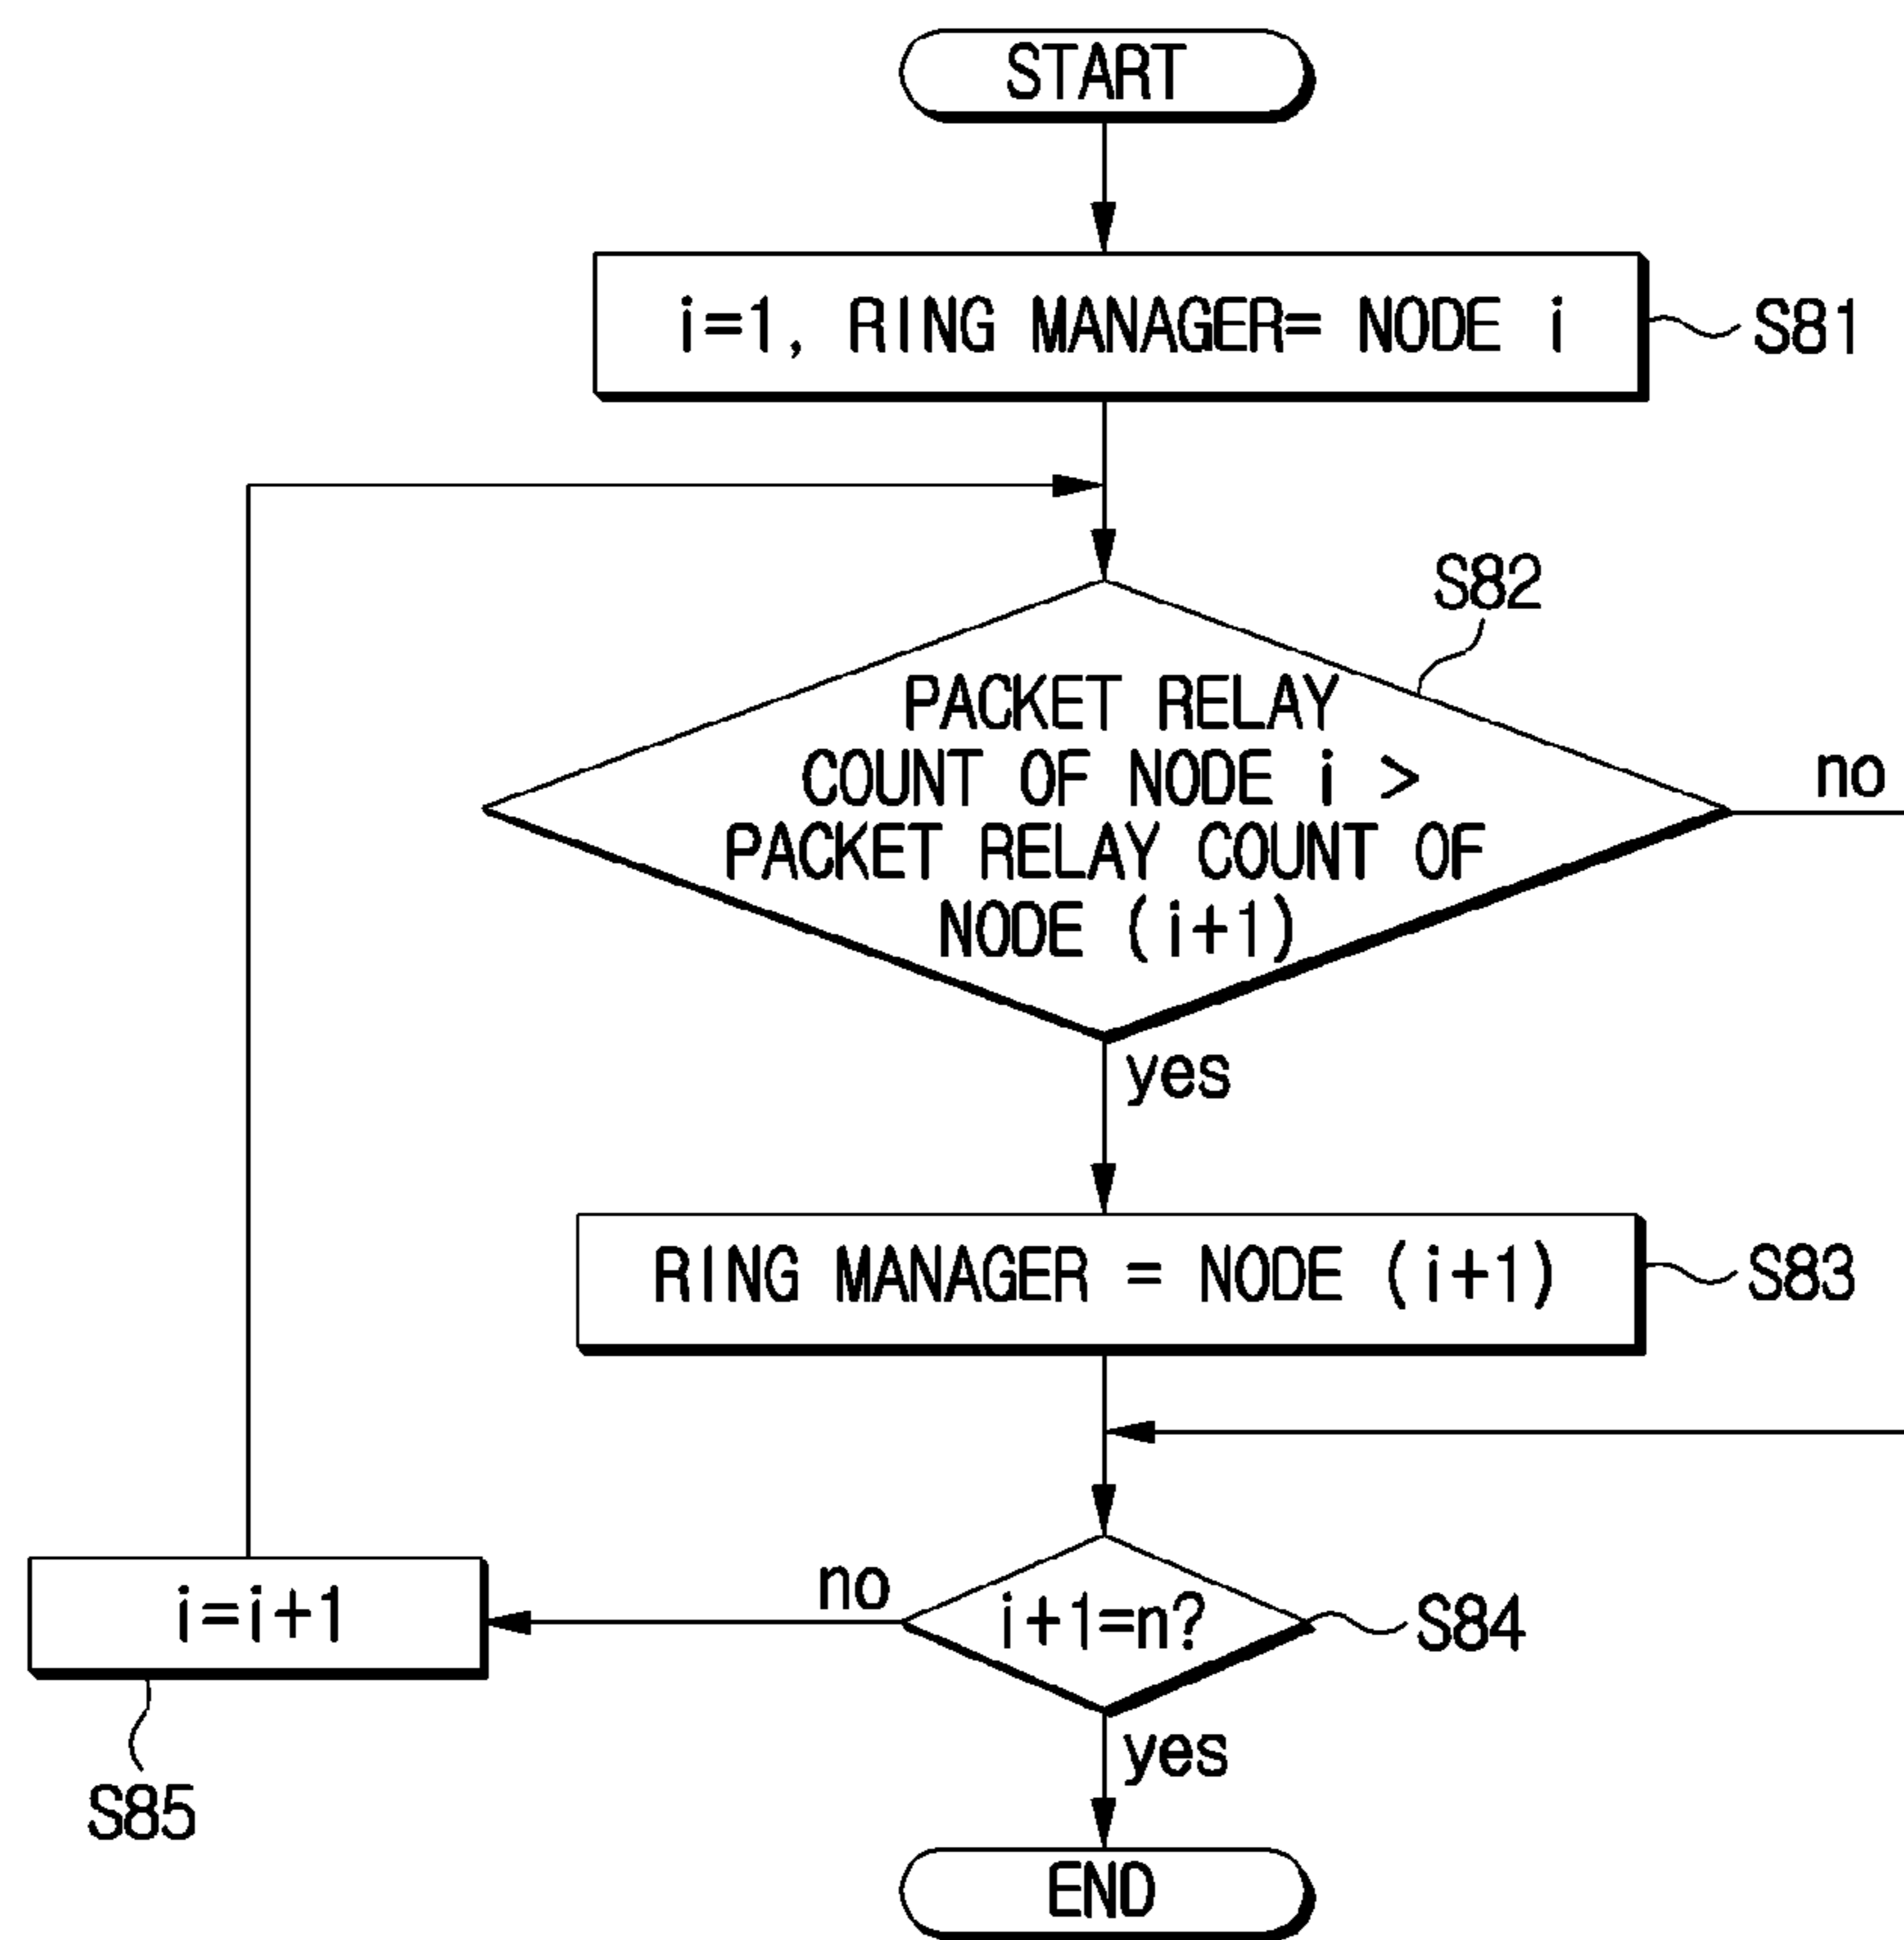 START
i=1, RING MANAGER= NODE i
S81
S82
PACKET RELAY
COUNT OF NODE i >
PACKET RELAY COUNT OF
NODE (i+1)
no
yes
RING MANAGER = NODE (i+1)
S83
i=i+1
no
i+1=n?
S84
S85
yes
END